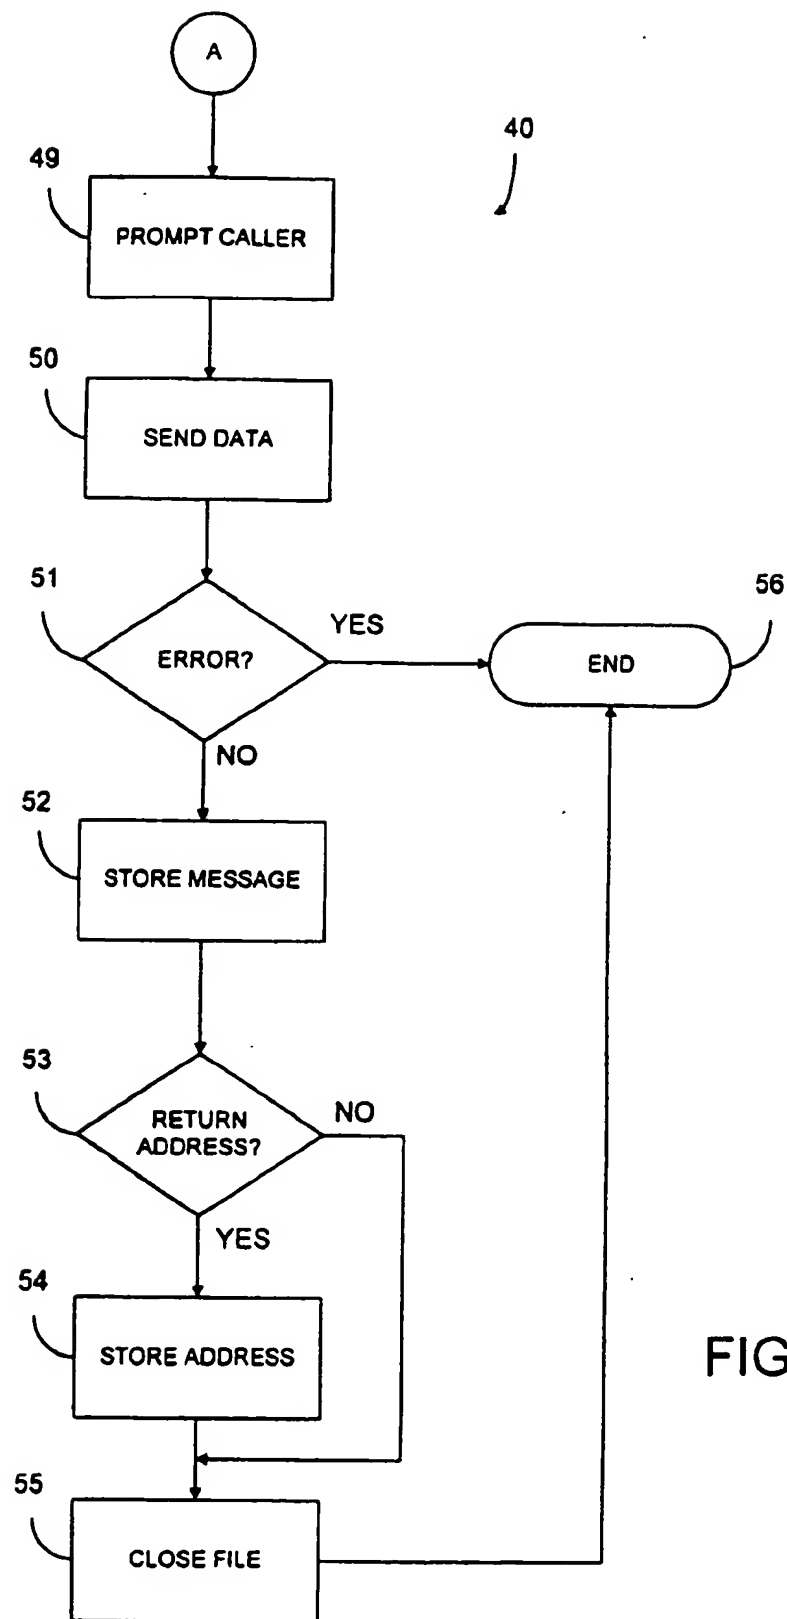 A
40
49
PROMPT CALLER
50
SEND DATA
51
ERROR?
YES
56
END
NO
52
STORE MESSAGE
53
RETURN
ADDRESS?
NO
YES
54
STORE ADDRESS
FIG
55
CLOSE FILE